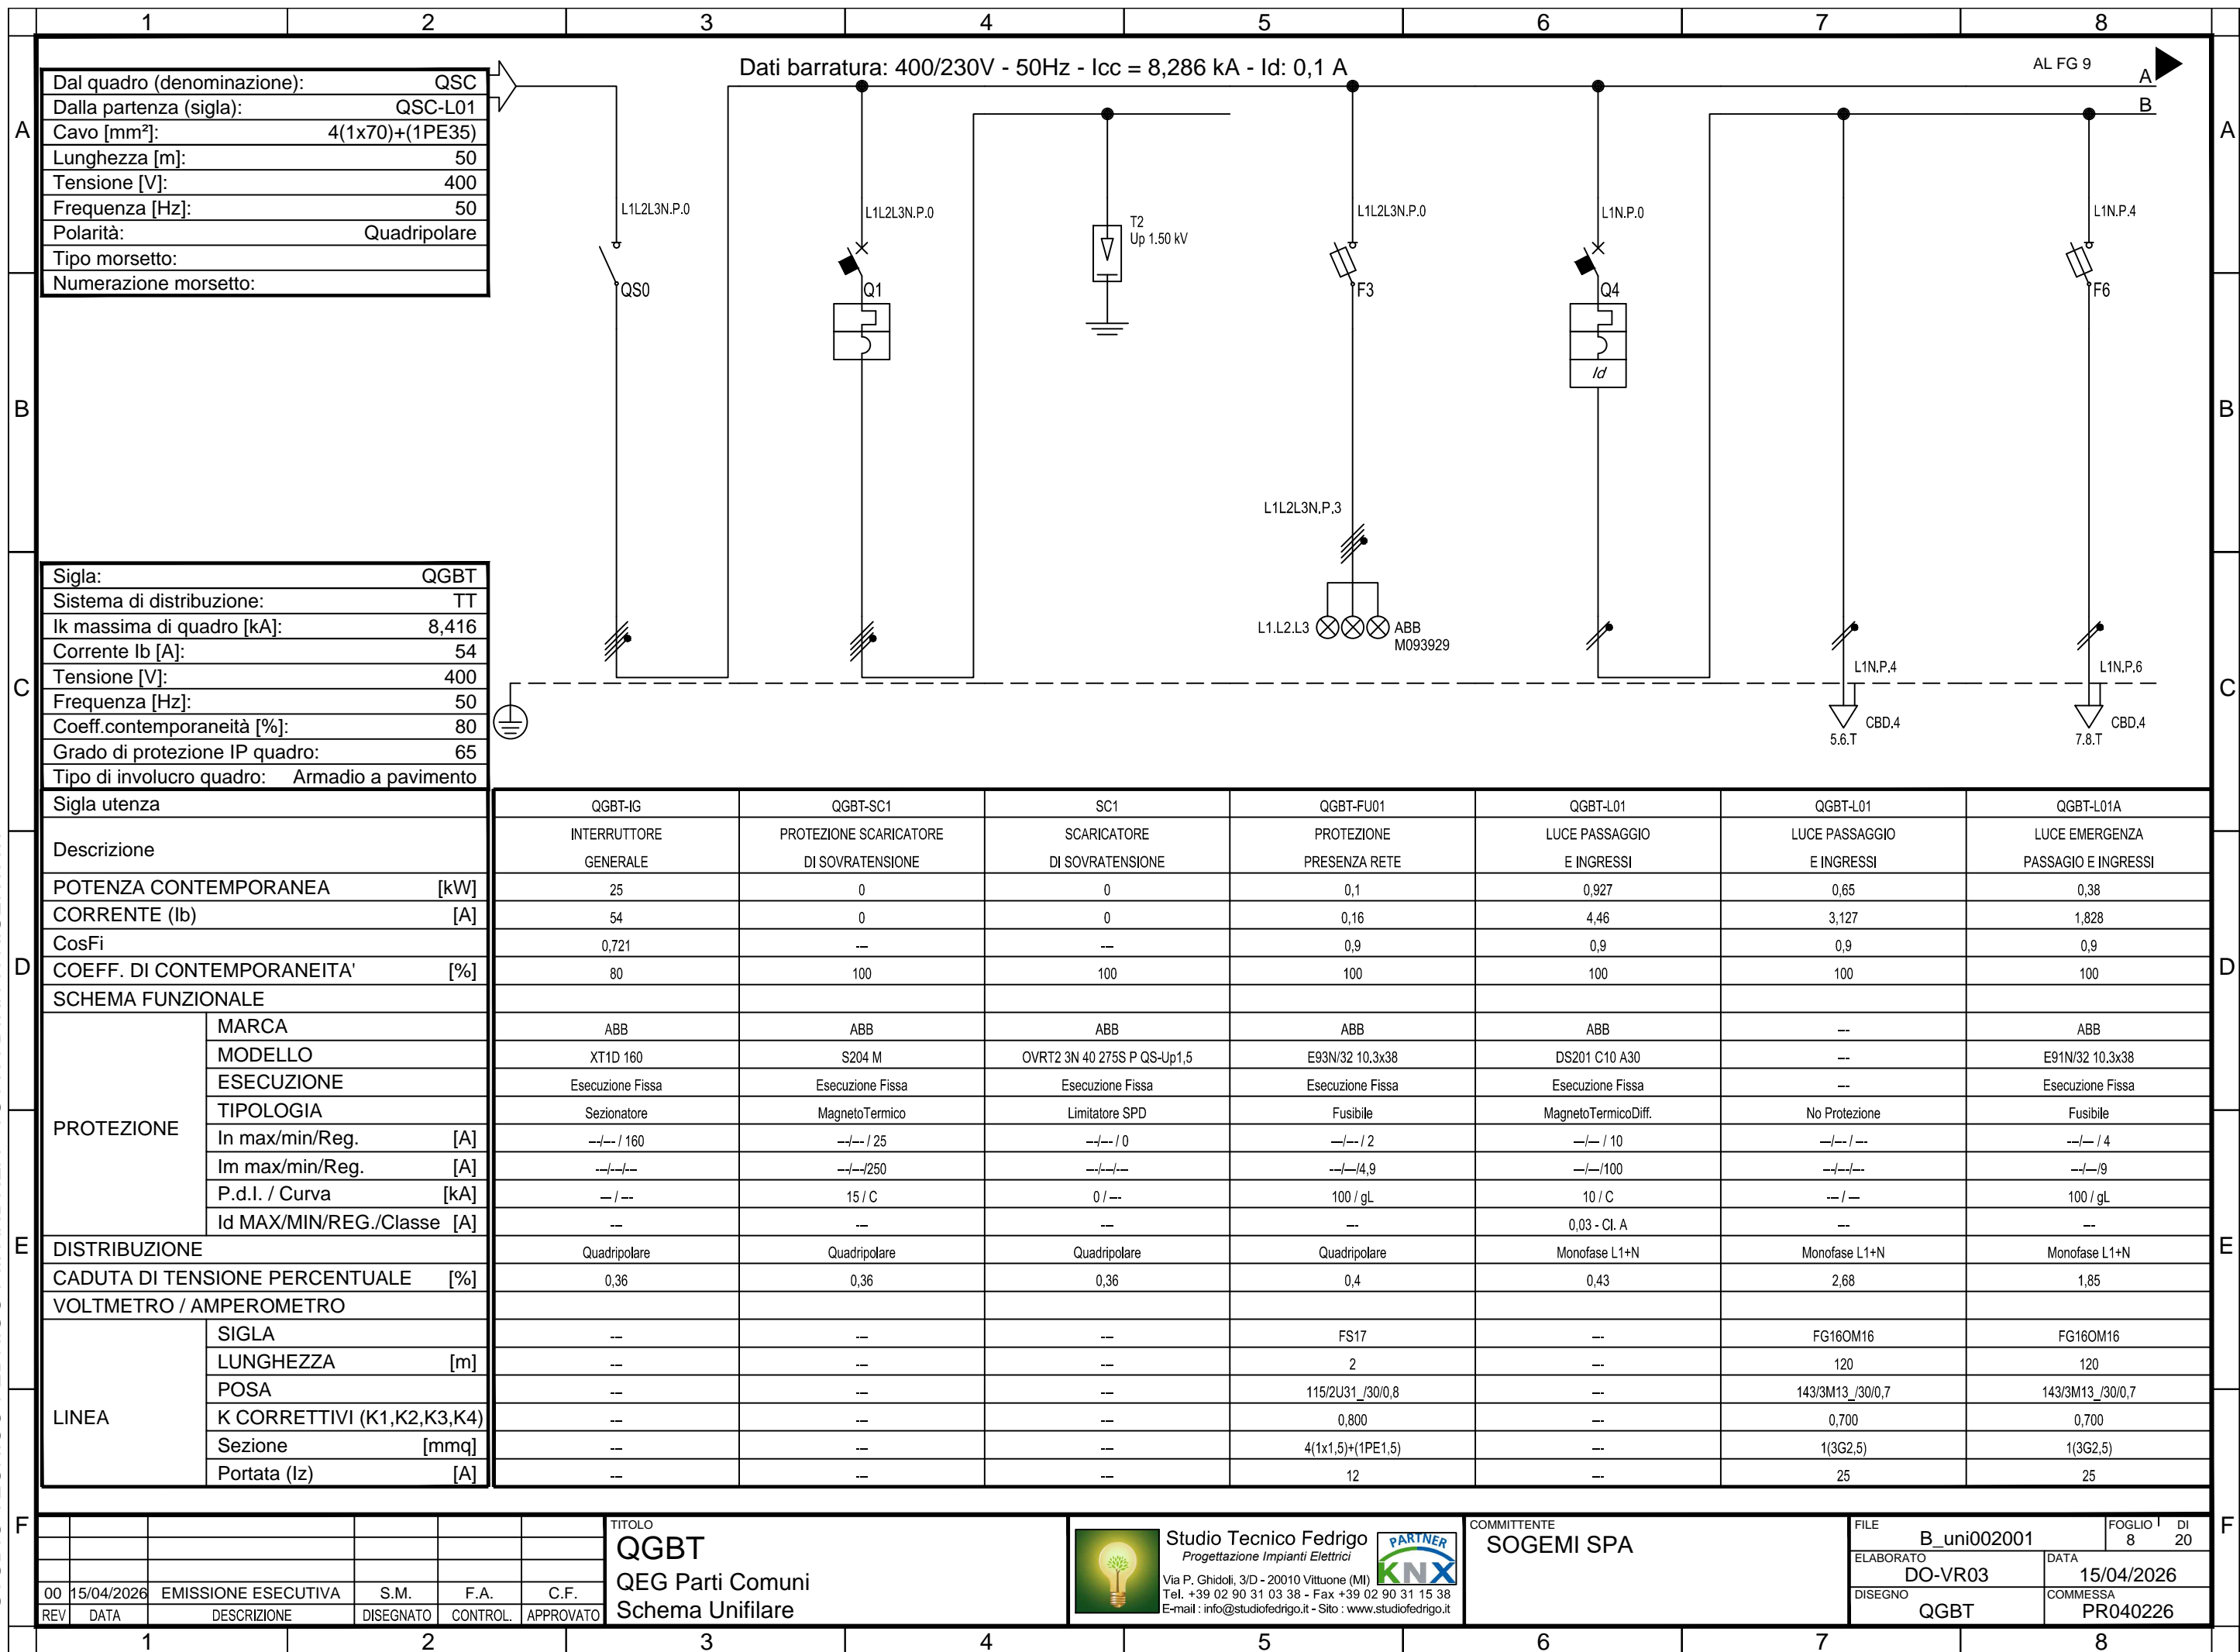 1 2 3 4 5 6 7 8
Dati barratura: 400/230V - 50Hz - Icc = 8,286 kA - Id: 0,1 A
AL FG 9
A
B
Dal quadro (denominazione): QSC
Dalla partenza (sigla): QSC-L01
Cavo [mm²]: 4(1x70)+(1PE35)
Lunghezza [m]: 50
Tensione [V]: 400
Frequenza [Hz]: 50
Polarità: Quadripolare
Tipo morsetto:
Numerazione morsetto:
A A
L1L2L3N.P.0 L1L2L3N.P.0 L1L2L3N.P.0 L1N.P.0 L1N.P.4
T2
Up 1.50 kV
QS0 Q1 F3 Q4 F6
Id
B B
L1L2L3N.P.3
L1.L2.L3 ABB
M093929
L1N.P.4 L1N.P.6
CBD.4 CBD.4
5.6.T 7.8.T
Sigla: QGBT
Sistema di distribuzione: TT
Ik massima di quadro [kA]: 8,416
Corrente Ib [A]: 54
Tensione [V]: 400
Frequenza [Hz]: 50
Coeff.contemporaneità [%]: 80
Grado di protezione IP quadro: 65
Tipo di involucro quadro: Armadio a pavimento
C C
Sigla utenza QGBT-IG QGBT-SC1 SC1 QGBT-FU01 QGBT-L01 QGBT-L01 QGBT-L01A
Descrizione
INTERRUTTORE PROTEZIONE SCARICATORE SCARICATORE PROTEZIONE LUCE PASSAGGIO LUCE PASSAGGIO LUCE EMERGENZA
GENERALE DI SOVRATENSIONE DI SOVRATENSIONE PRESENZA RETE E INGRESSI E INGRESSI PASSAGIO E INGRESSI
POTENZA CONTEMPORANEA [kW] 25 0 0 0,1 0,927 0,65 0,38
CORRENTE (Ib) [A] 54 0 0 0,16 4,46 3,127 1,828
CosFi 0,721 --- --- 0,9 0,9 0,9 0,9
D D
COEFF. DI CONTEMPORANEITA' [%] 80 100 100 100 100 100 100
SCHEMA FUNZIONALE
PROTEZIONE
MARCA ABB ABB ABB ABB ABB --- ABB
MODELLO XT1D 160 S204 M OVRT2 3N 40 275S P QS-Up1,5 E93N/32 10.3x38 DS201 C10 A30 --- E91N/32 10.3x38
ESECUZIONE Esecuzione Fissa Esecuzione Fissa Esecuzione Fissa Esecuzione Fissa Esecuzione Fissa --- Esecuzione Fissa
TIPOLOGIA Sezionatore MagnetoTermico Limitatore SPD Fusibile MagnetoTermicoDiff. No Protezione Fusibile
In max/min/Reg. [A] ---/--- / 160 ---/--- / 25 ---/--- / 0 ---/--- / 2 ---/--- / 10 ---/--- / --- ---/--- / 4
Im max/min/Reg. [A] ---/---/--- ---/---/250 ---/---/--- ---/---/4,9 ---/---/100 ---/---/--- ---/---/9
P.d.I. / Curva [kA] --- / --- 15 / C 0 / --- 100 / gL 10 / C --- / --- 100 / gL
Id MAX/MIN/REG./Classe [A] --- --- --- --- 0,03 - Cl. A --- ---
E E
DISTRIBUZIONE Quadripolare Quadripolare Quadripolare Quadripolare Monofase L1+N Monofase L1+N Monofase L1+N
CADUTA DI TENSIONE PERCENTUALE [%] 0,36 0,36 0,36 0,4 0,43 2,68 1,85
VOLTMETRO / AMPEROMETRO
LINEA
SIGLA --- --- --- FS17 --- FG16OM16 FG16OM16
LUNGHEZZA [m] --- --- --- 2 --- 120 120
POSA --- --- --- 115/2U31_/30/0,8 --- 143/3M13_/30/0,7 143/3M13_/30/0,7
K CORRETTIVI (K1,K2,K3,K4) --- --- --- 0,800 --- 0,700 0,700
Sezione [mmq] --- --- --- 4(1x1,5)+(1PE1,5) --- 1(3G2,5) 1(3G2,5)
Portata (Iz) [A] --- --- --- 12 --- 25 25
F F
00 15/04/2026 EMISSIONE ESECUTIVA S.M. F.A. C.F.
REV DATA DESCRIZIONE DISEGNATO CONTROL. APPROVATO
TITOLO
QGBT
QEG Parti Comuni
Schema Unifilare
Studio Tecnico Fedrigo
Progettazione Impianti Elettrici
Via P. Ghidoli, 3/D - 20010 Vittuone (MI)
Tel. +39 02 90 31 03 38 - Fax +39 02 90 31 15 38
E-mail : info@studiofedrigo.it - Sito : www.studiofedrigo.it
PARTNER
KNX
COMMITTENTE
SOGEMI SPA
FILE
B_uni002001
FOGLIO DI
8 20
ELABORATO
DO-VR03
DATA
15/04/2026
DISEGNO
QGBT
COMMESSA
PR040226
1 2 3 4 5 6 7 8